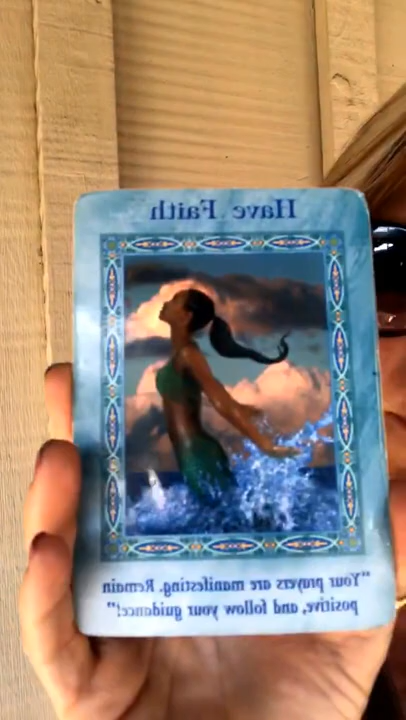 Have Faith
"Your prayers are manifesting. Remain
positive, and follow your guidance!"